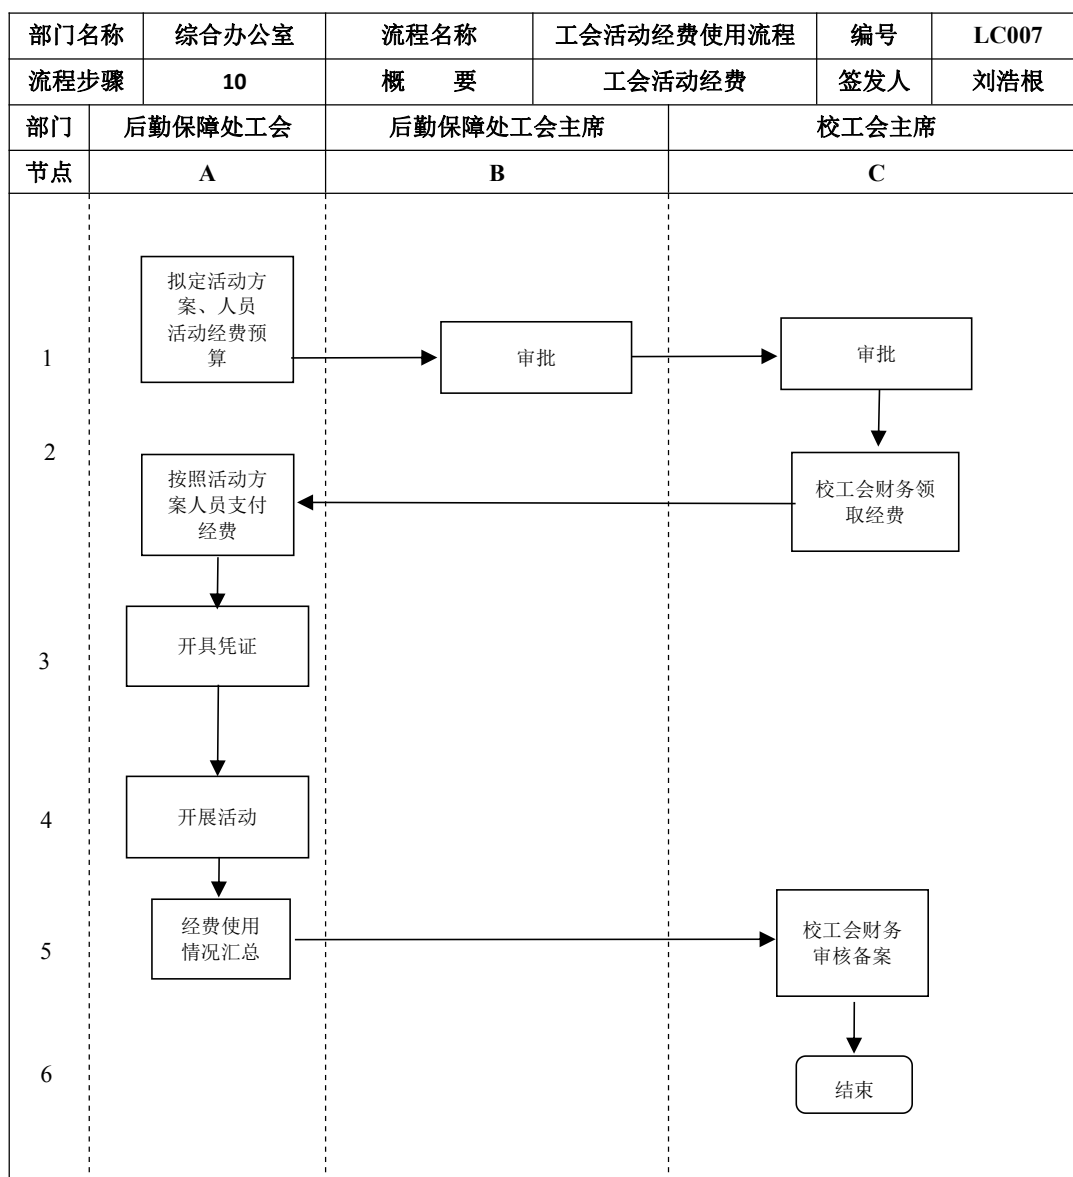 部门名称 综合办公室 流程名称 工会活动经费使用流程 编号 LC007
流程步骤 10 概 要 工会活动经费 签发人 刘浩根
部门 后勤保障处工会 后勤保障处工会主席 校工会主席
节点 A B C
拟定活动方
案、人员
活动经费预
算
1
审批
审批
2
按照活动方
案人员支付
经费
校工会财务领
取经费
3
开具凭证
4
开展活动
5
经费使用
情况汇总
校工会财务
审核备案
6
结束